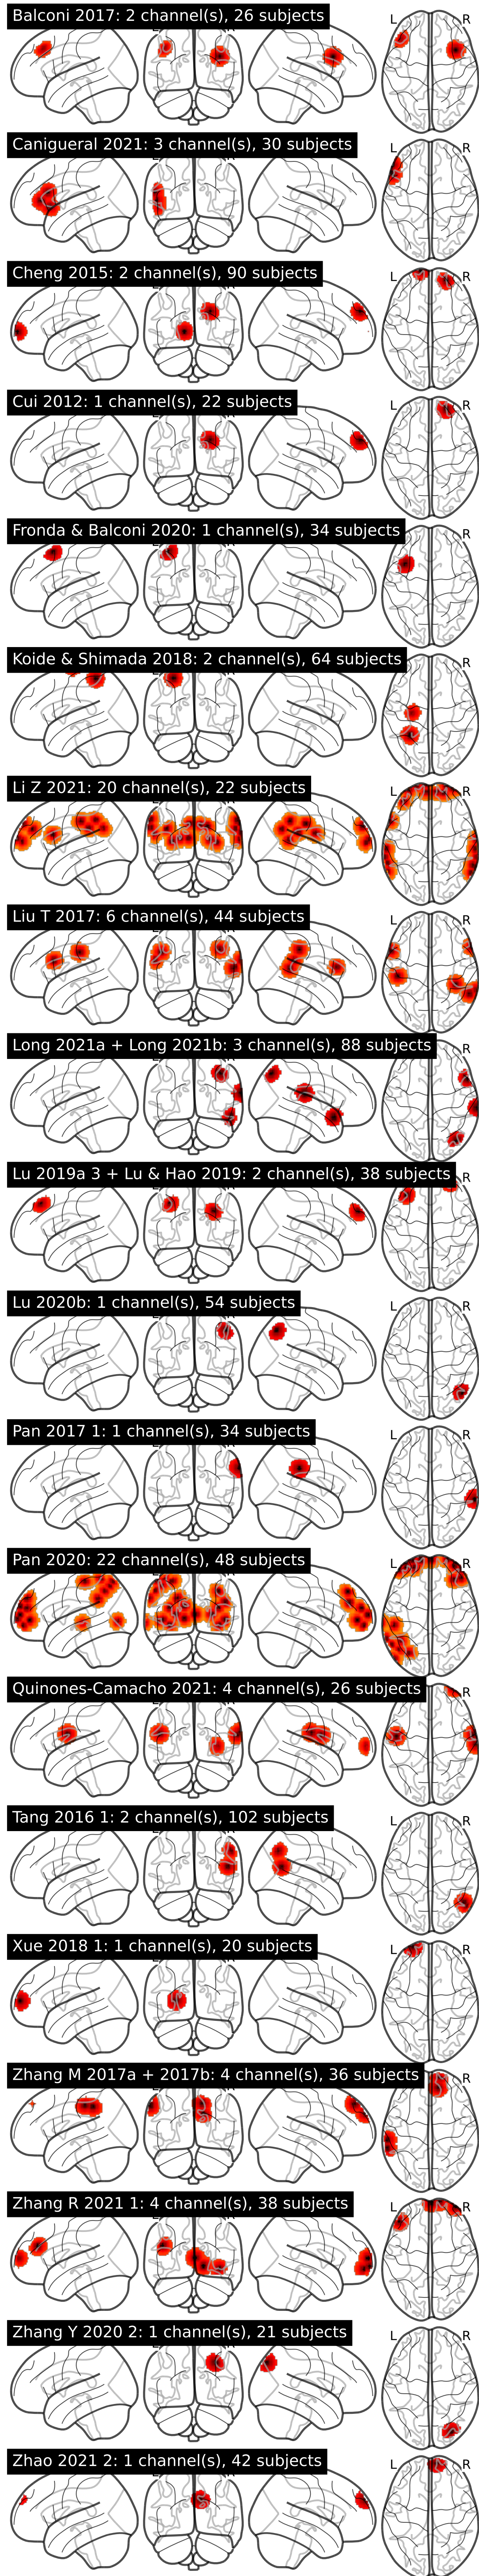 Balconi 2017: 2 channel(s), 26 subjects
L R
Canigueral 2021: 3 channel(s), 30 subjects
L R
Cheng 2015: 2 channel(s), 90 subjects
L R
Cui 2012: 1 channel(s), 22 subjects
L R
Fronda & Balconi 2020: 1 channel(s), 34 subjects
R
Koide & Shimada 2018: 2 channel(s), 64 subjects
R
Li Z 2021: 20 channel(s), 22 subjects
L R
Liu T 2017: 6 channel(s), 44 subjects
L R
Long 2021a + Long 2021b: 3 channel(s), 88 subjects
R
Lu 2019a 3 + Lu & Hao 2019: 2 channel(s), 38 subjects
R
Lu 2020b: 1 channel(s), 54 subjects
L R
Pan 2017 1: 1 channel(s), 34 subjects
L R
Pan 2020: 22 channel(s), 48 subjects
L R
Quinones-Camacho 2021: 4 channel(s), 26 subjects
R
Tang 2016 1: 2 channel(s), 102 subjects
L R
Xue 2018 1: 1 channel(s), 20 subjects
L R
Zhang M 2017a + 2017b: 4 channel(s), 36 subjects
R
Zhang R 2021 1: 4 channel(s), 38 subjects
L R
Zhang Y 2020 2: 1 channel(s), 21 subjects
L R
Zhao 2021 2: 1 channel(s), 42 subjects
L R